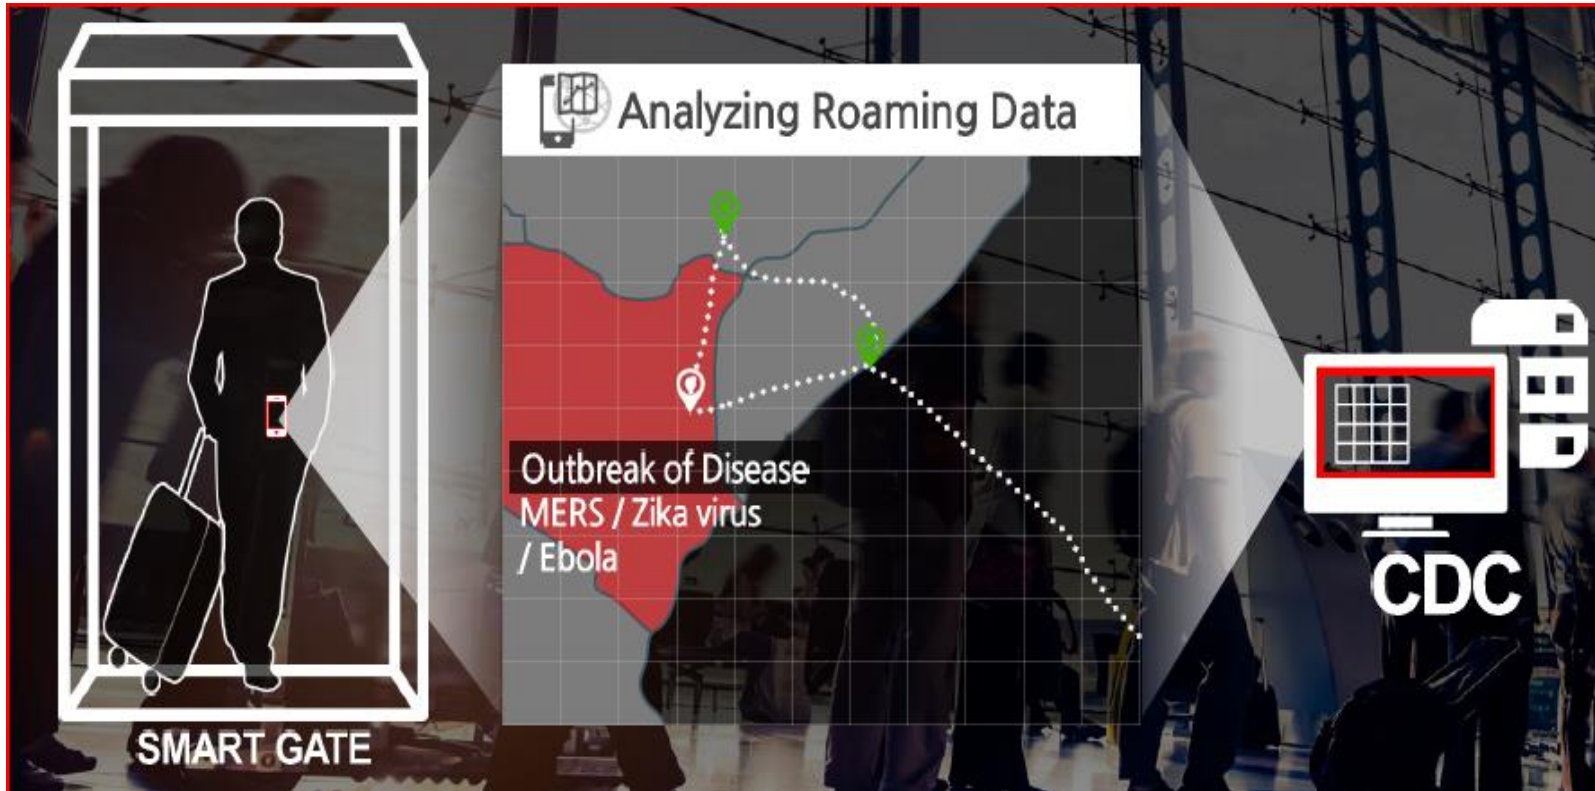 Analyzing Roaming Data
Outbreak of Disease
MERS / Zika virus
/ Ebola
SMART GATE
CDC